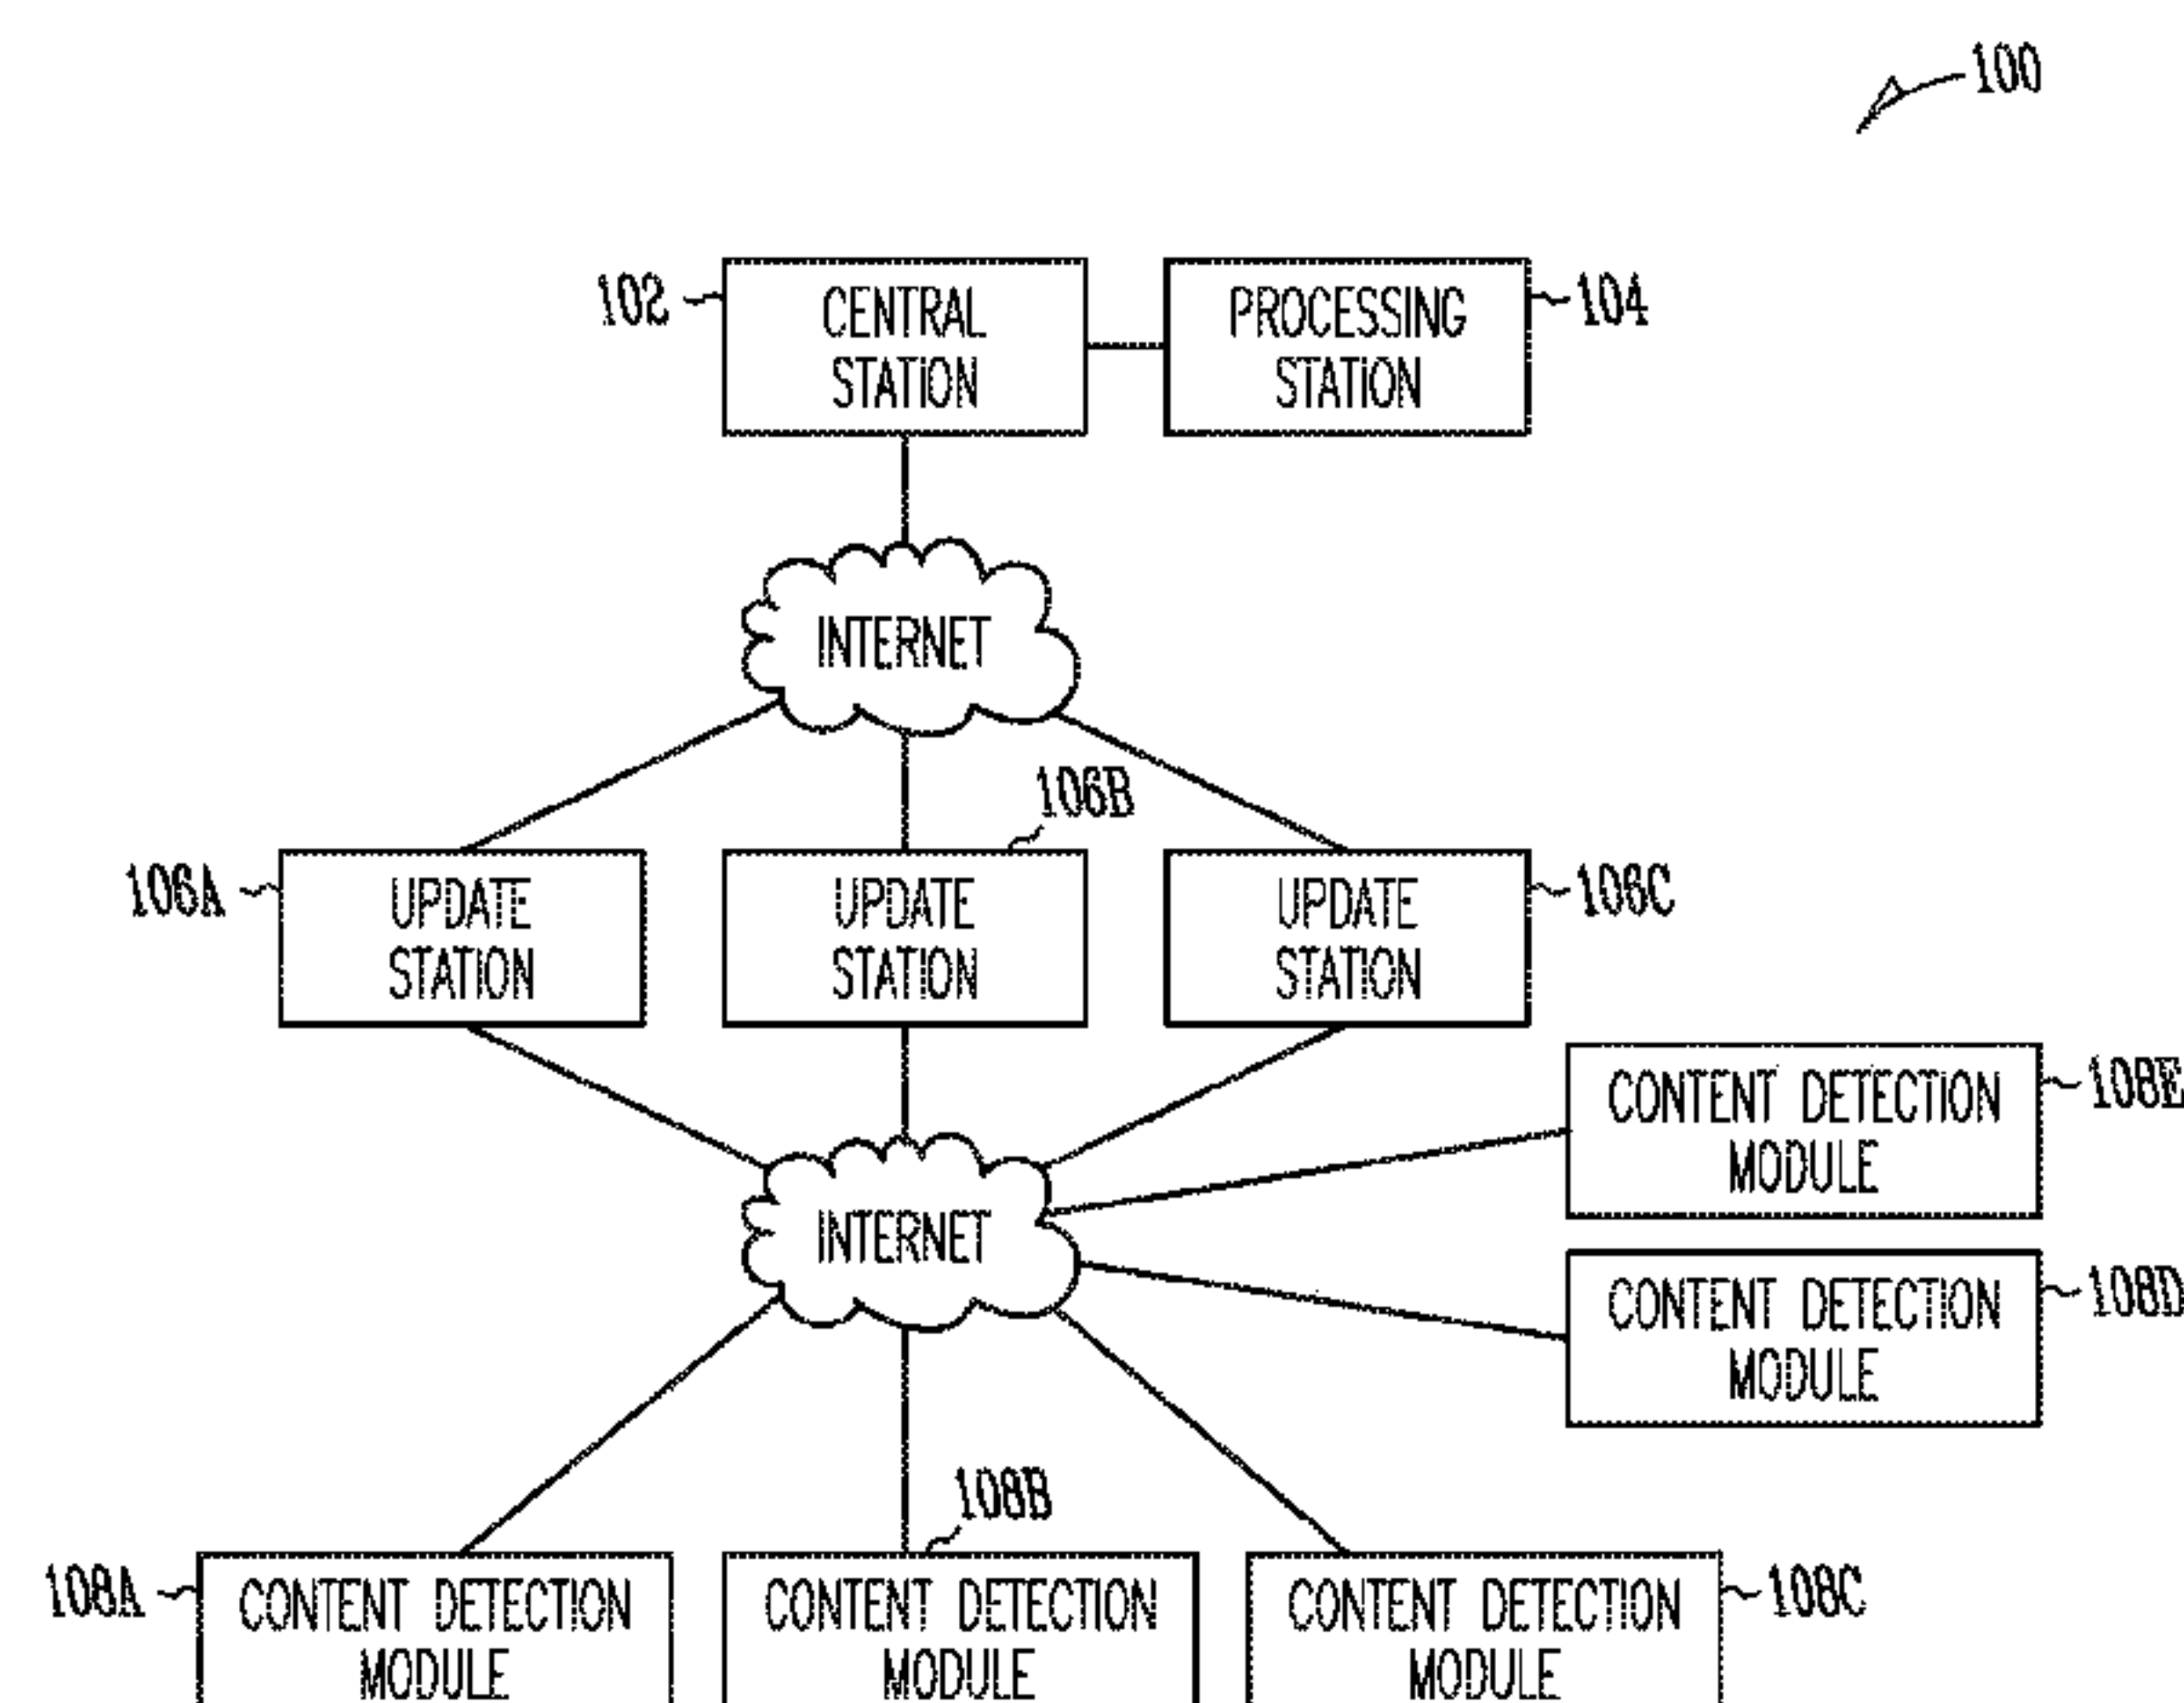 100
102
CENTRAL
STATION
PROCESSING
STATION
104
INTERNET
106B
106A
UPDATE
STATION
UPDATE
STATION
UPDATE
STATION
106C
CONTENT DETECTION
MODULE
108E
INTERNET
CONTENT DETECTION
MODULE
108D
108B
108A
CONTENT DETECTION
MODULE
CONTENT DETECTION
MODULE
CONTENT DETECTION
MODULE
108C